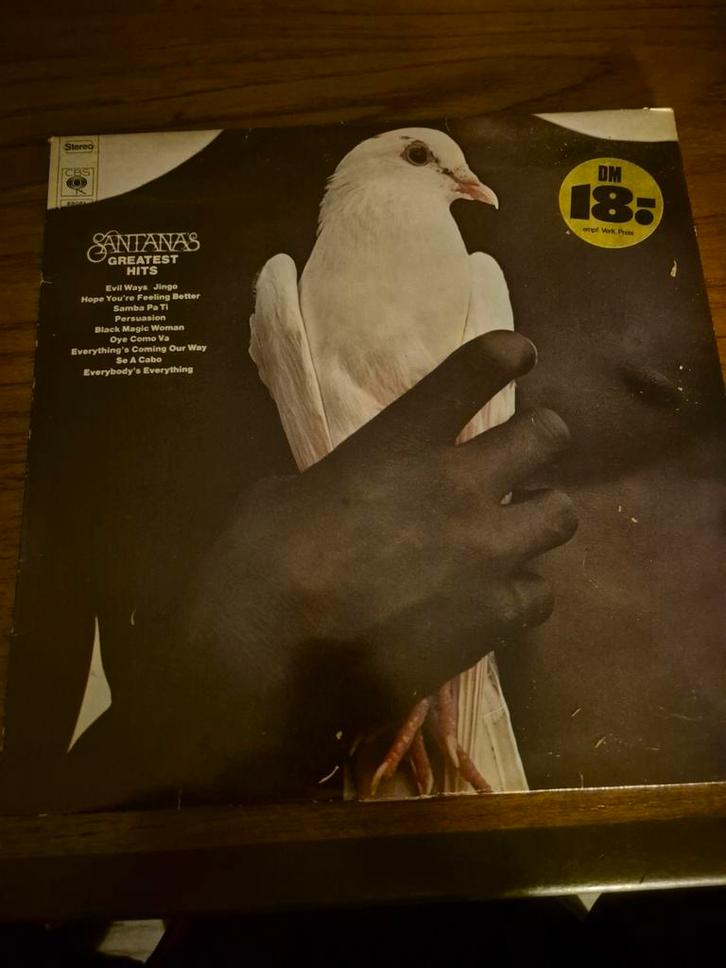 Stereo
CBS
SANTANA'S
GREATEST
HITS
Evil Ways Jingo
Hope You're Feeling Better
Samba Pa Ti
Persuasion
Black Magic Woman
Oye Como Va
Everything's Coming Our Way
Se A Cabo
Everybody's Everything
DM
18:-
empf. Verk. Preis